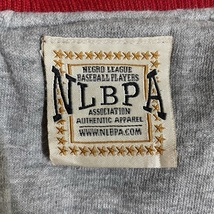 NEGRO LEAGUE
BASEBALL PLAYERS
NLBPA
ASSOCIATION
AUTHENTIC APPAREL
WWW.NLBPA.COM